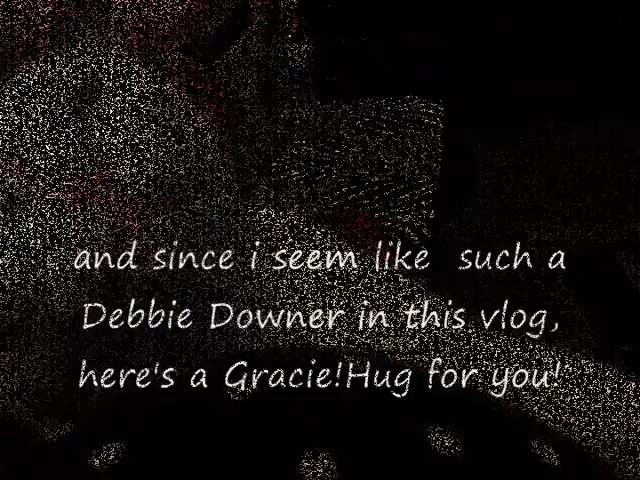 and since i seem like such a
Debbie Downer in this vlog,
here's a Gracie!Hug for you!